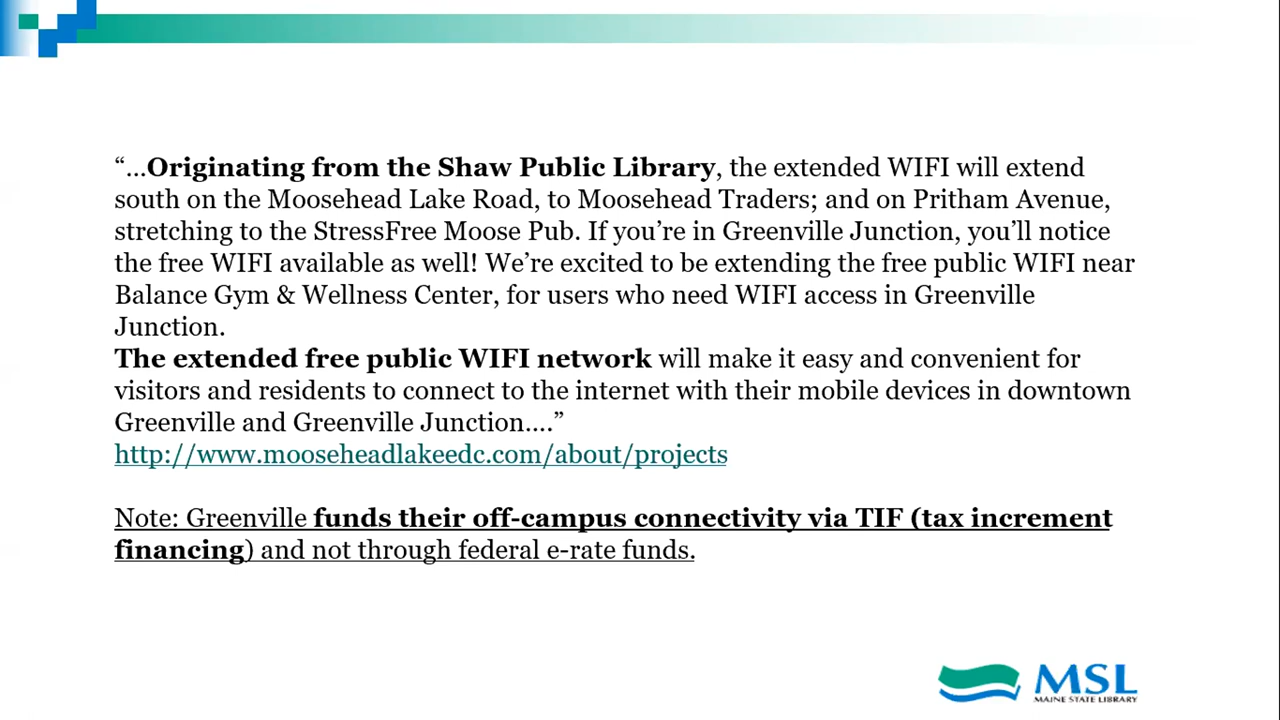 “…Originating from the Shaw Public Library, the extended WIFI will extend
south on the Moosehead Lake Road, to Moosehead Traders; and on Pritham Avenue,
stretching to the StressFree Moose Pub. If you’re in Greenville Junction, you’ll notice
the free WIFI available as well! We’re excited to be extending the free public WIFI near
Balance Gym & Wellness Center, for users who need WIFI access in Greenville
Junction.
The extended free public WIFI network will make it easy and convenient for
visitors and residents to connect to the internet with their mobile devices in downtown
Greenville and Greenville Junction….”
http://www.mooseheadlakeedc.com/about/projects
Note: Greenville funds their off-campus connectivity via TIF (tax increment
financing) and not through federal e-rate funds.
MSL
MAINE STATE LIBRARY